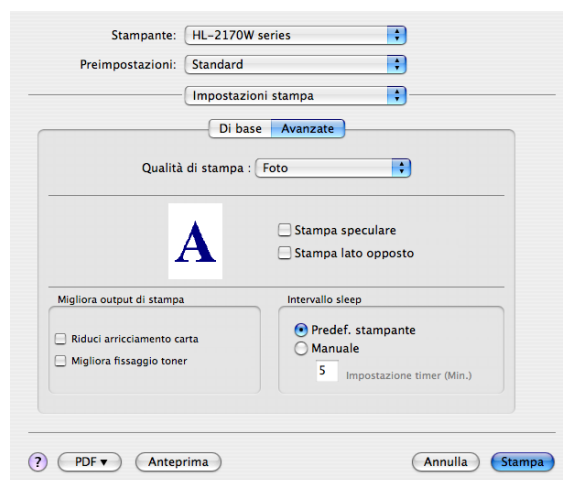 Stampante: HL-2170W series
Preimpostazioni: Standard
Impostazioni stampa
Di base Avanzate
Qualità di stampa : Foto
A
Stampa speculare
Stampa lato opposto
Migliora output di stampa
Riduci arricciamento carta
Migliora fissaggio toner
Intervallo sleep
Predef. stampante
Manuale
5 Impostazione timer (Min.)
? PDF▼ Anteprima Annulla Stampa